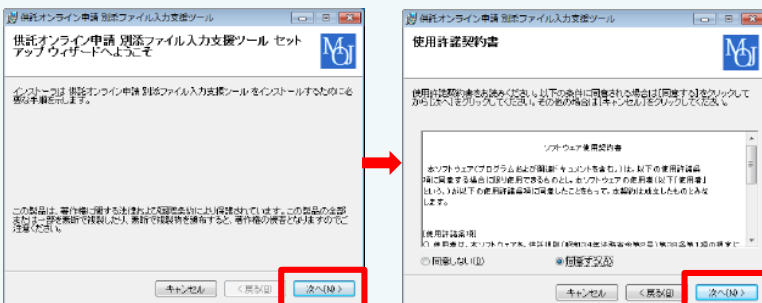 供託オンライン申請 別添ファイル入力支援ツール
供託オンライン申請 別添ファイル入力支援ツール セット
アップ ウィザードへようこそ
MOJ
インストーラは 供託オンライン申請 別添ファイル入力支援ツール をインストールするために必
要な手順を示します。
この製品は、著作権に関する法律および国際条約により保護されています。この製品の全部
または一部を無断で複製したり、無断で複製物を頒布すると、著作権の侵害となりますのでご
注意ください。
キャンセル
< 戻る(B)
次へ(N) >
供託オンライン申請 別添ファイル入力支援ツール
使用許諾契約書
MOJ
使用許諾契約書をお読みください。以下の条件に同意される場合は[同意する]をクリックして
から[次へ]をクリックしてください。その他の場合は[キャンセル]をクリックしてください。
ソフトウェア使用契約書
本ソフトウェア(プログラム および関連ドキュメントを含む。)は、以下の使用許諾条
項に同意する場合に限り使用できるものとし、本ソフトウェアの使用者(以下「使用者」
という。)が以下の使用許諾条項に同意したことをもって、本契約は成立したものとみな
します。
[使用許諾条項]
同意しない(D)
同意する(A)
キャンセル
< 戻る(B)
次へ(N) >